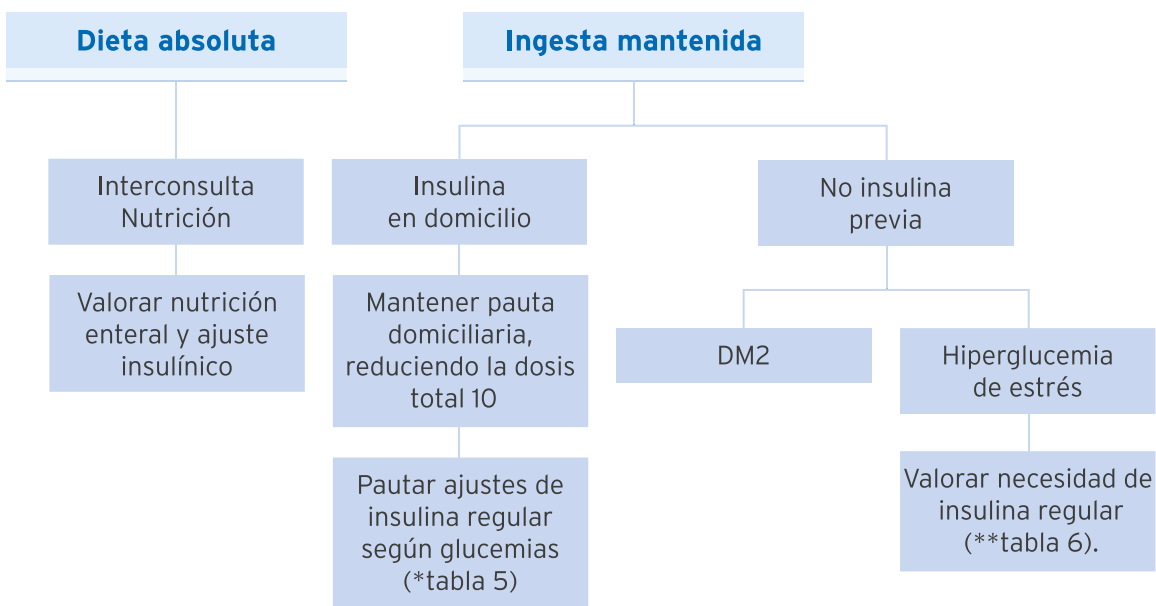 Dieta absoluta
Interconsulta
Nutrición
Valorar nutrición
enteral y ajuste
insulínico
Ingesta mantenida
Insulina
en domicilio
Mantener pauta
domiciliaria,
reduciendo la dosis
total 10
Pautar ajustes de
insulina regular
según glucemias
(*tabla 5)
No insulina
previa
DM2
Hiperglucemia
de estrés
Valorar necesidad de
insulina regular
(**tabla 6).